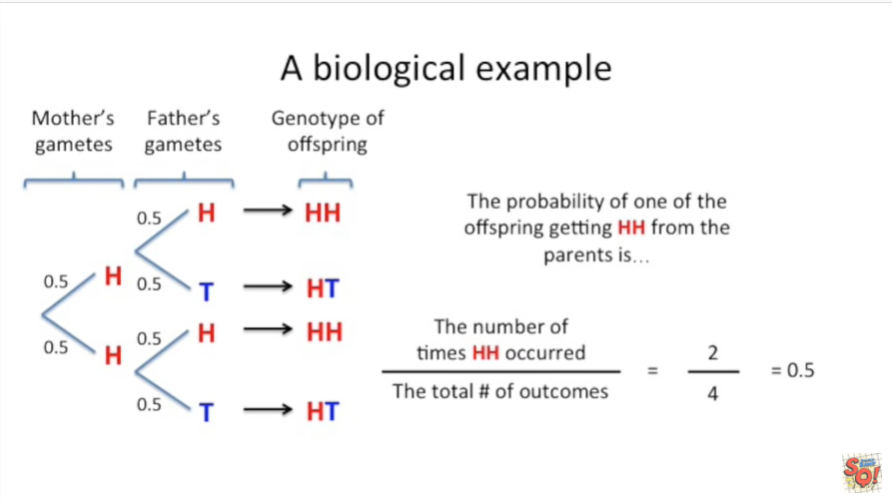 A biological example
Mother's Father's Genotype of
gametes gametes offspring
0.5 H HH
0.5 H 0.5 T HT
0.5 H 0.5 H HH
0.5 T HT
The probability of one of the
offspring getting HH from the
parents is...
The number of
times HH occurred
The total # of outcomes
=
2
4
= 0.5
SO!